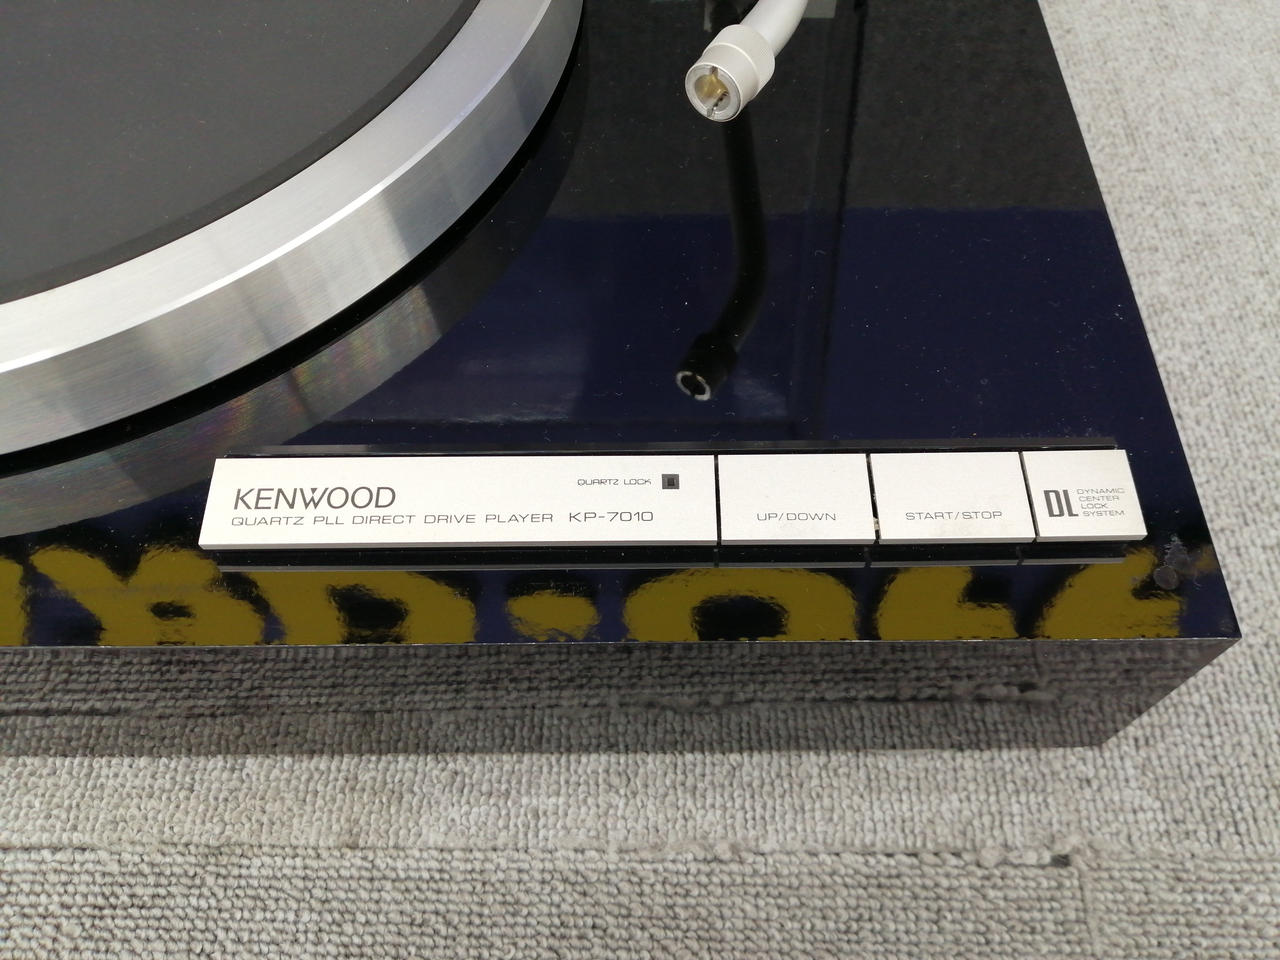 KENWOOD
QUARTZ LOCK
QUARTZ PLL DIRECT DRIVE PLAYER KP-7010
UP/DOWN
START/STOP
DL
DYNAMIC
CENTER
LOCK
SYSTEM